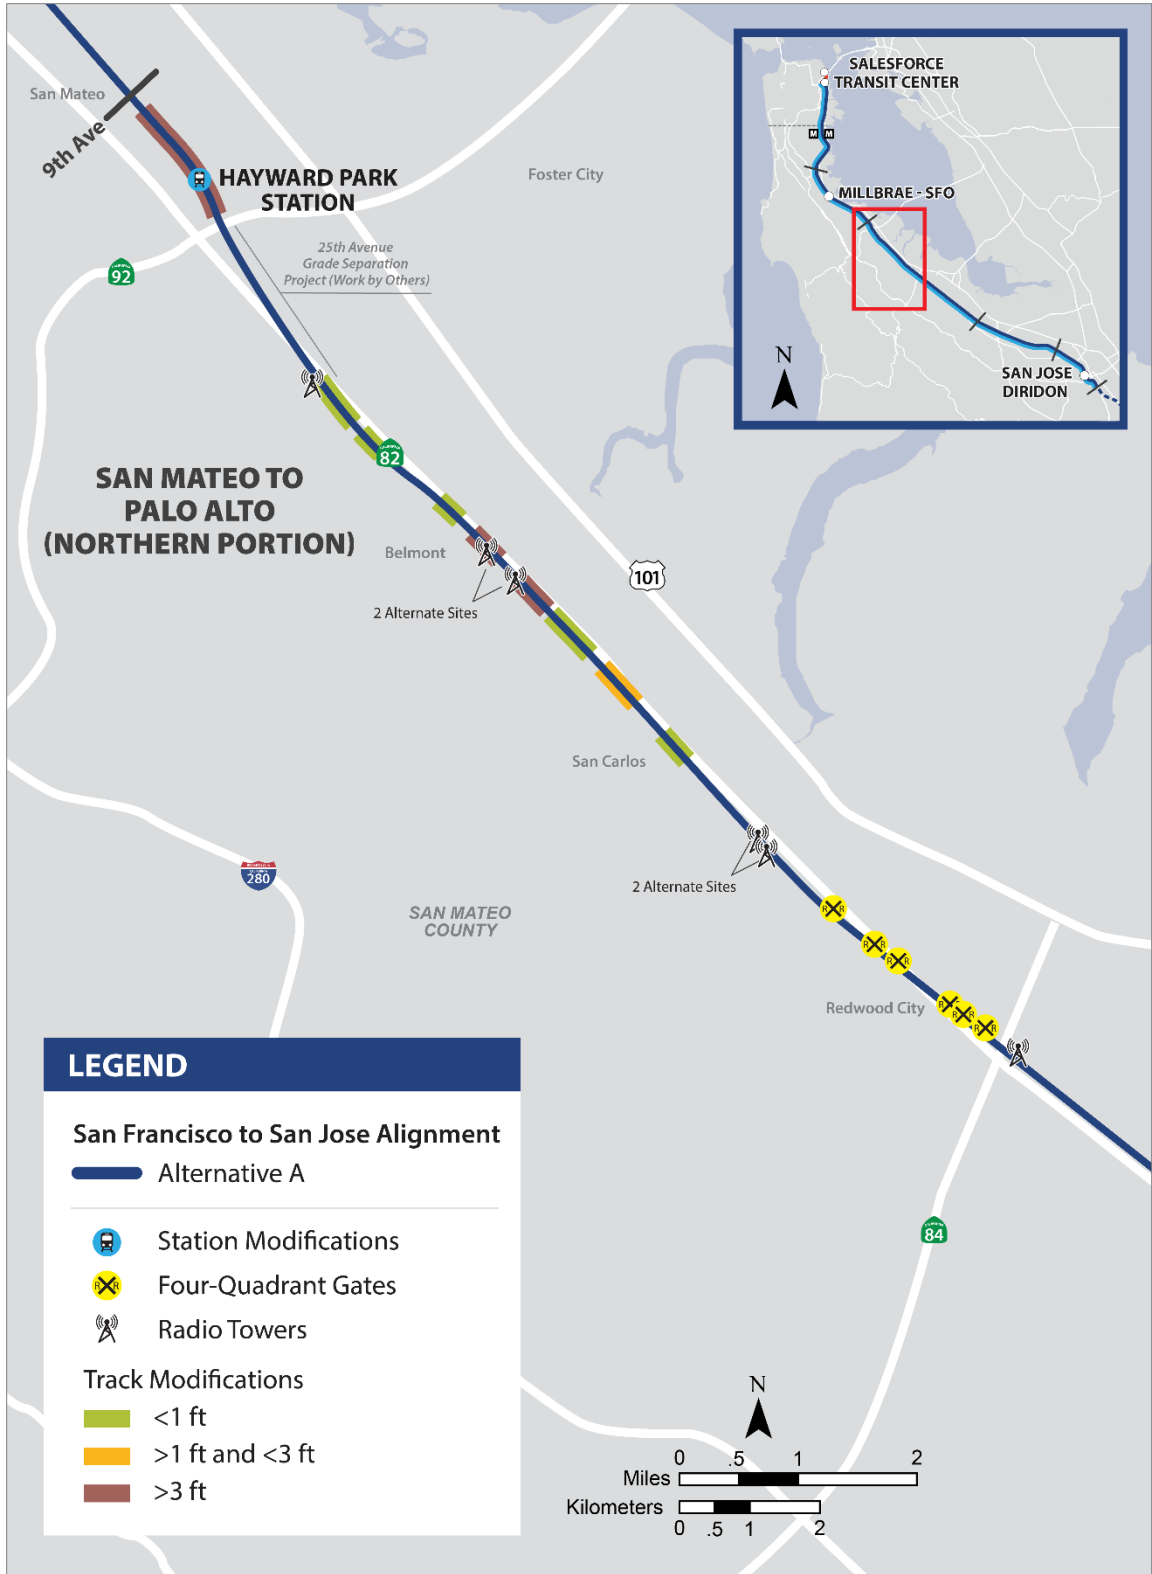 San Mateo
9th Ave
HAYWARD PARK
STATION
Foster City
25th Avenue
Grade Separation
Project (Work by Others)
CALIFORNIA
92
SALESFORCE
TRANSIT CENTER
M M
MILLBRAE - SFO
SAN JOSE
DIRIDON
N
CALIFORNIA
82
SAN MATEO TO
PALO ALTO
(NORTHERN PORTION)
Belmont
2 Alternate Sites
101
San Carlos
2 Alternate Sites
280
SAN MATEO
COUNTY
R R
R R
R R
R
R R
R R
Redwood City
84
LEGEND
San Francisco to San Jose Alignment
Alternative A
Station Modifications
R R
Four-Quadrant Gates
Radio Towers
Track Modifications
<1 ft
>1 ft and <3 ft
>3 ft
N
0 .5 1 2
Miles
Kilometers
0 .5 1 2